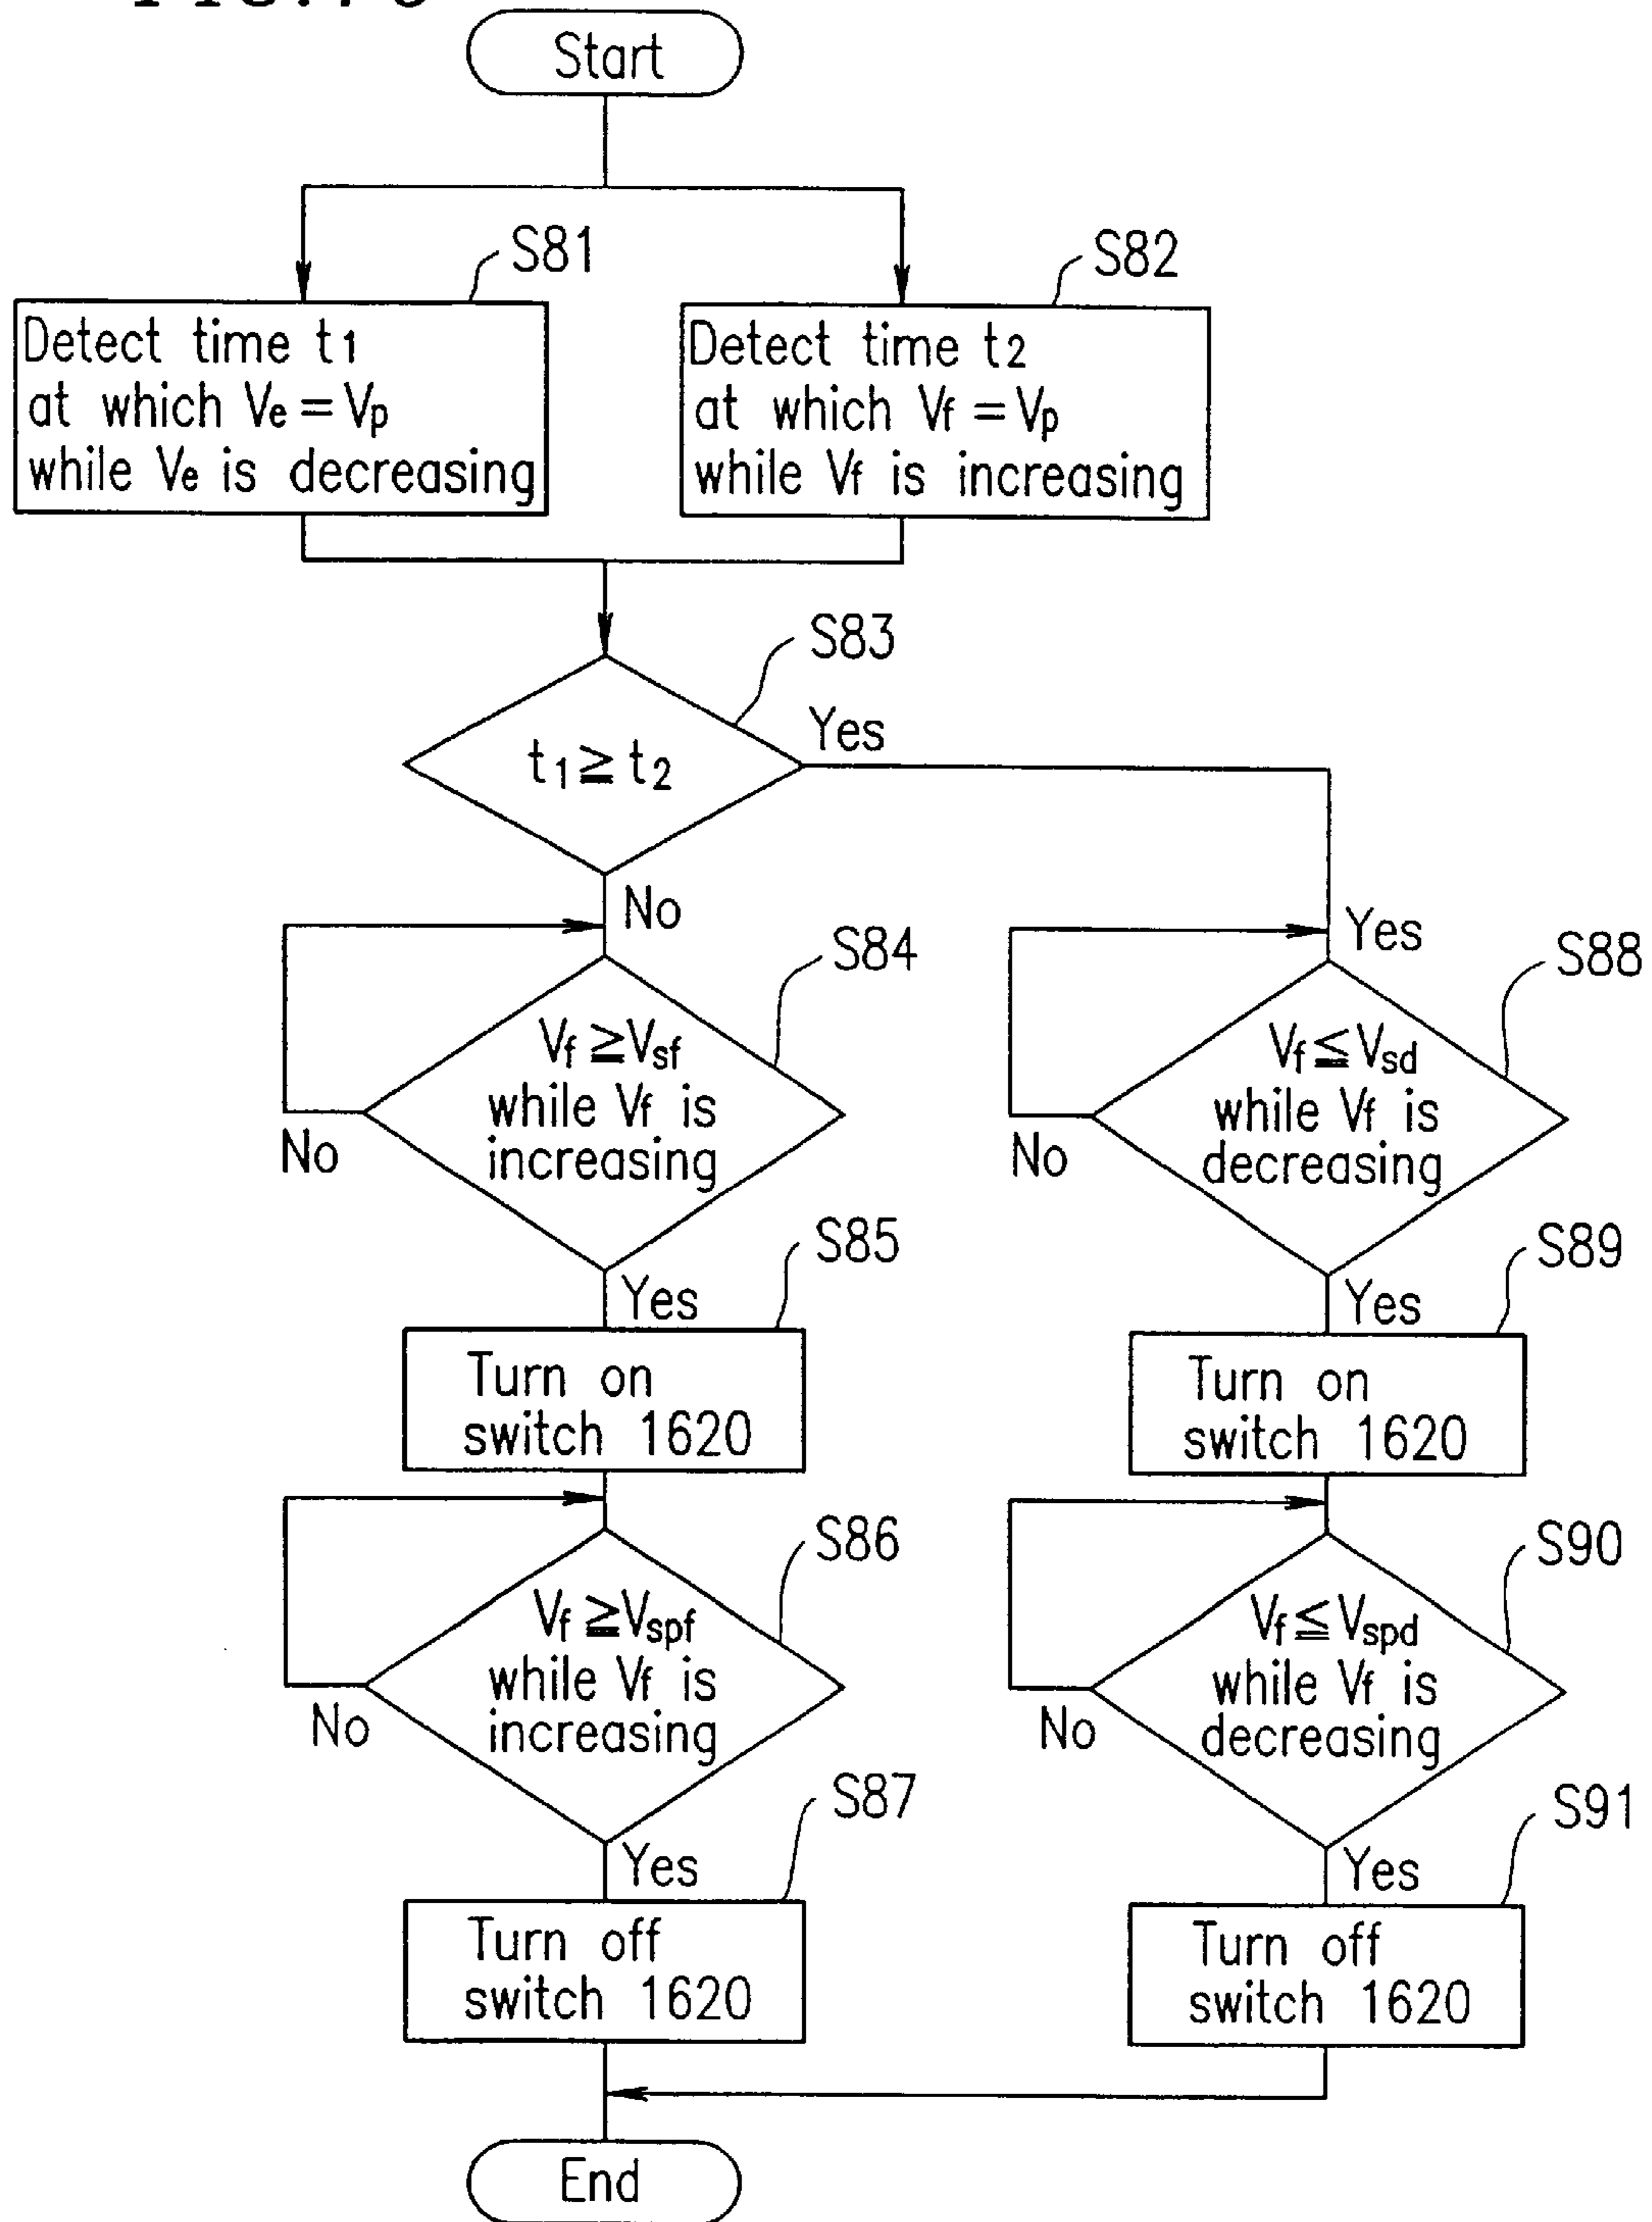 Start
S81
S82
Detect time t1
at which Ve = Vp
while Ve is decreasing
Detect time t2
at which Vf = Vp
while Vf is increasing
S83
t1 ≧ t2
Yes
No
S84
Vf ≧ Vsf
while Vf is
increasing
No
Yes
S85
Turn on
switch 1620
S86
Vf ≧ Vspf
while Vf is
increasing
No
Yes
S87
Turn off
switch 1620
Yes
S88
Vf ≦ Vsd
while Vf is
decreasing
No
Yes
S89
Turn on
switch 1620
S90
Vf ≦ Vspd
while Vf is
decreasing
No
Yes
S91
Turn off
switch 1620
End